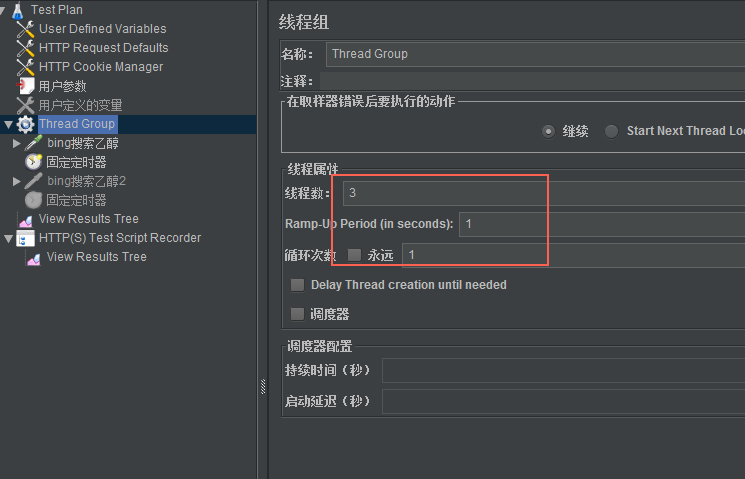 Test Plan
User Defined Variables
HTTP Request Defaults
HTTP Cookie Manager
用户参数
用户定义的变量
Thread Group
bing搜索乙醇
固定定时器
bing搜索乙醇2
固定定时器
View Results Tree
HTTP(S) Test Script Recorder
View Results Tree
线程组
名称： Thread Group
注释：
在取样器错误后要执行的动作
继续 Start Next Thread Loo
线程属性
线程数： 3
Ramp-Up Period (in seconds): 1
循环次数 永远 1
Delay Thread creation until needed
调度器
调度器配置
持续时间（秒）
启动延迟（秒）